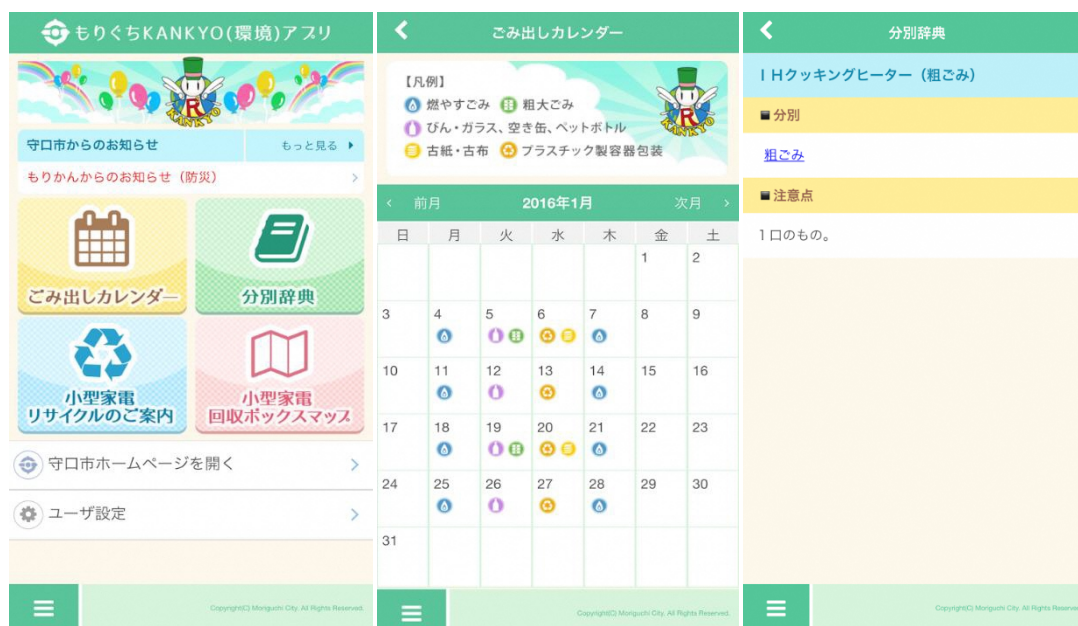 もりぐちKANKYO(環境)アプリ
R
KANKYO
守口市からのお知らせ
もっと見る
もりかんからのお知らせ（防災）
ごみ出しカレンダー
分別辞典
小型家電
リサイクルのご案内
小型家電
回収ボックスマップ
守口市ホームページを開く
ユーザ設定
Copyright(C) Moriguchi City. All Rights Reserved.
ごみ出しカレンダー
【凡例】
燃やすごみ 粗大ごみ
びん・ガラス、空き缶、ペットボトル
古紙・古布 プラスチック製容器包装
R
KANKYO
前月 2016年1月 次月
日 月 火 水 木 金 土
1 2
3 4 5 6 7 8 9
10 11 12 13 14 15 16
17 18 19 20 21 22 23
24 25 26 27 28 29 30
31
Copyright(C) Moriguchi City. All Rights Reserved.
分別辞典
ＩＨクッキングヒーター（粗ごみ）
■分別
粗ごみ
■注意点
１口のもの。
Copyright(C) Moriguchi City. All Rights Reserve